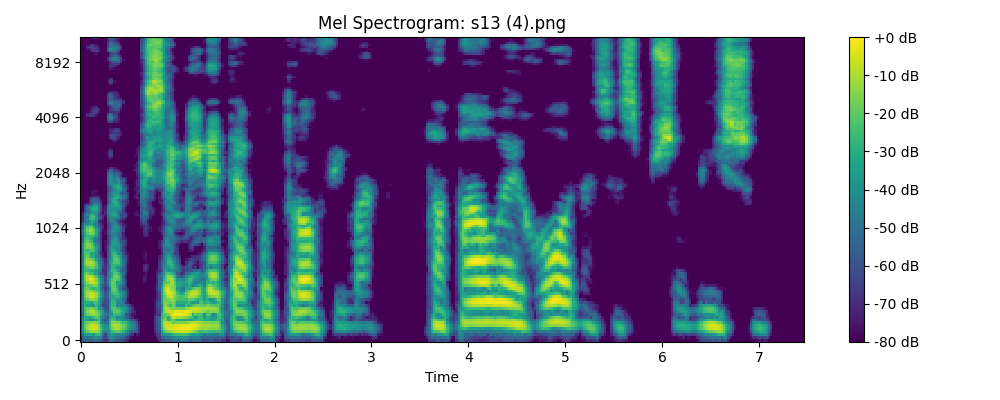 Mel Spectrogram: s13 (4).png
8192
4096
2048
1024
512
0
Hz
0 1 2 3 4 5 6 7
Time
+0 dB
-10 dB
-20 dB
-30 dB
-40 dB
-50 dB
-60 dB
-70 dB
-80 dB